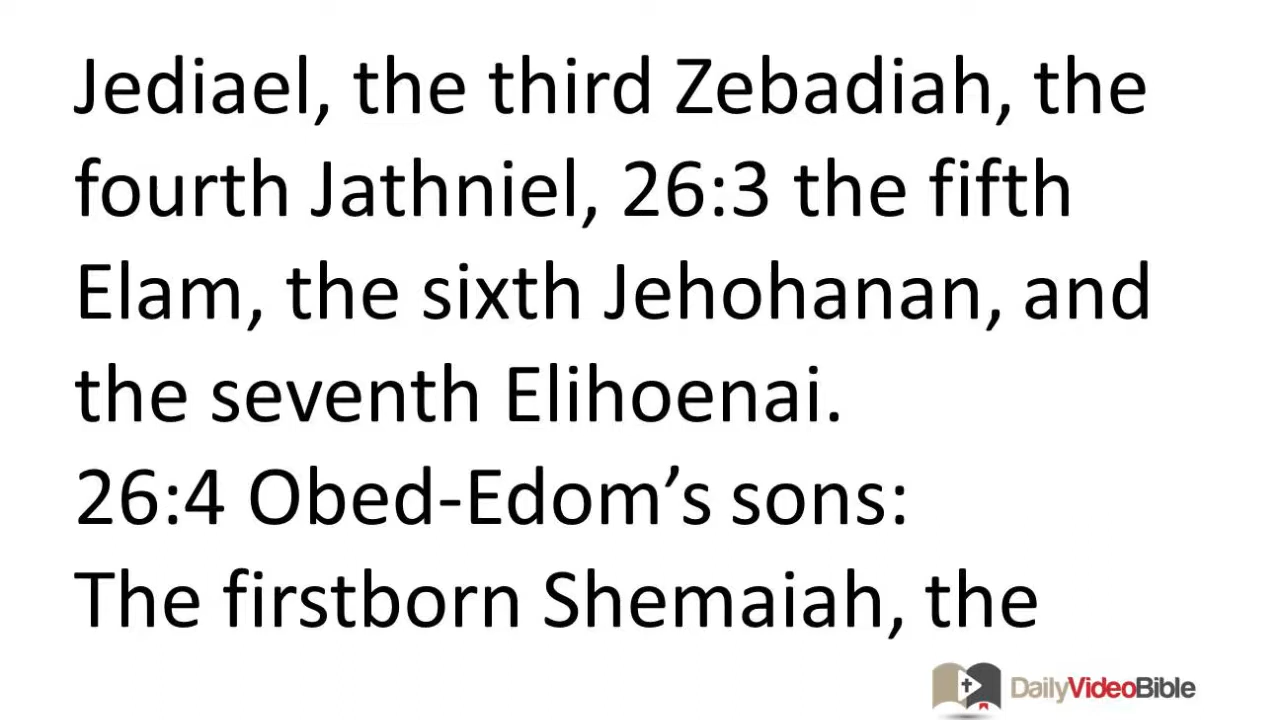 Jediael, the third Zebadiah, the
fourth Jathniel, 26:3 the fifth
Elam, the sixth Jehohanan, and
the seventh Elihoenai.
26:4 Obed-Edom’s sons:
The firstborn Shemaiah, the
DailyVideoBible